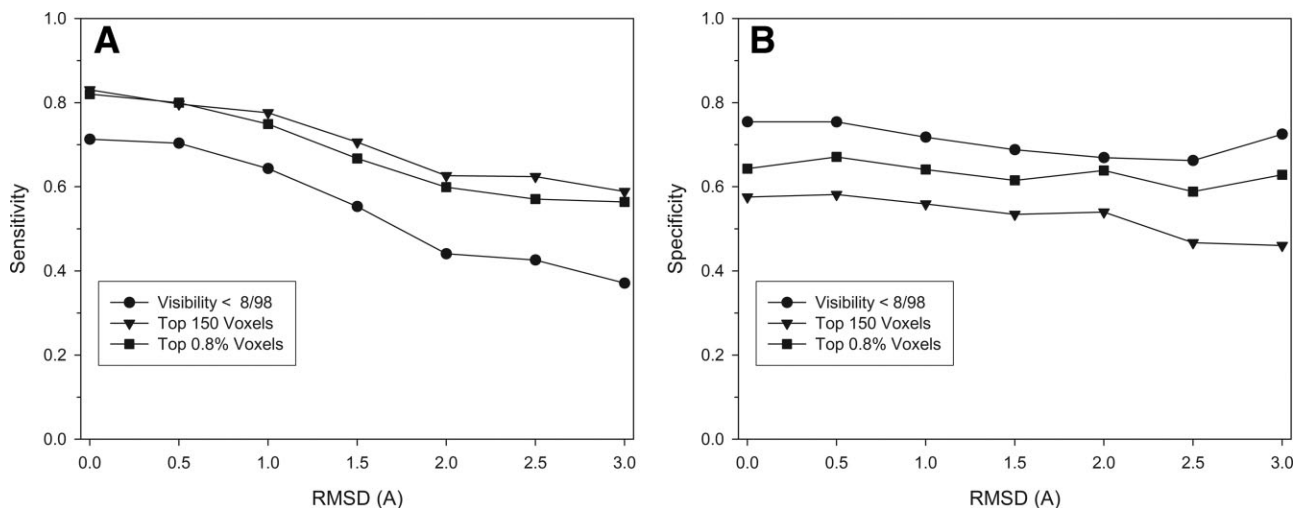 A
Sensitivity
1.0
0.8
0.6
0.4
0.2
0.0
Visibility < 8/98
Top 150 Voxels
Top 0.8% Voxels
0.0 0.5 1.0 1.5 2.0 2.5 3.0
RMSD (A)
B
Specificity
1.0
0.8
0.6
0.4
0.2
0.0
Visibility < 8/98
Top 150 Voxels
Top 0.8% Voxels
0.0 0.5 1.0 1.5 2.0 2.5 3.0
RMSD (A)